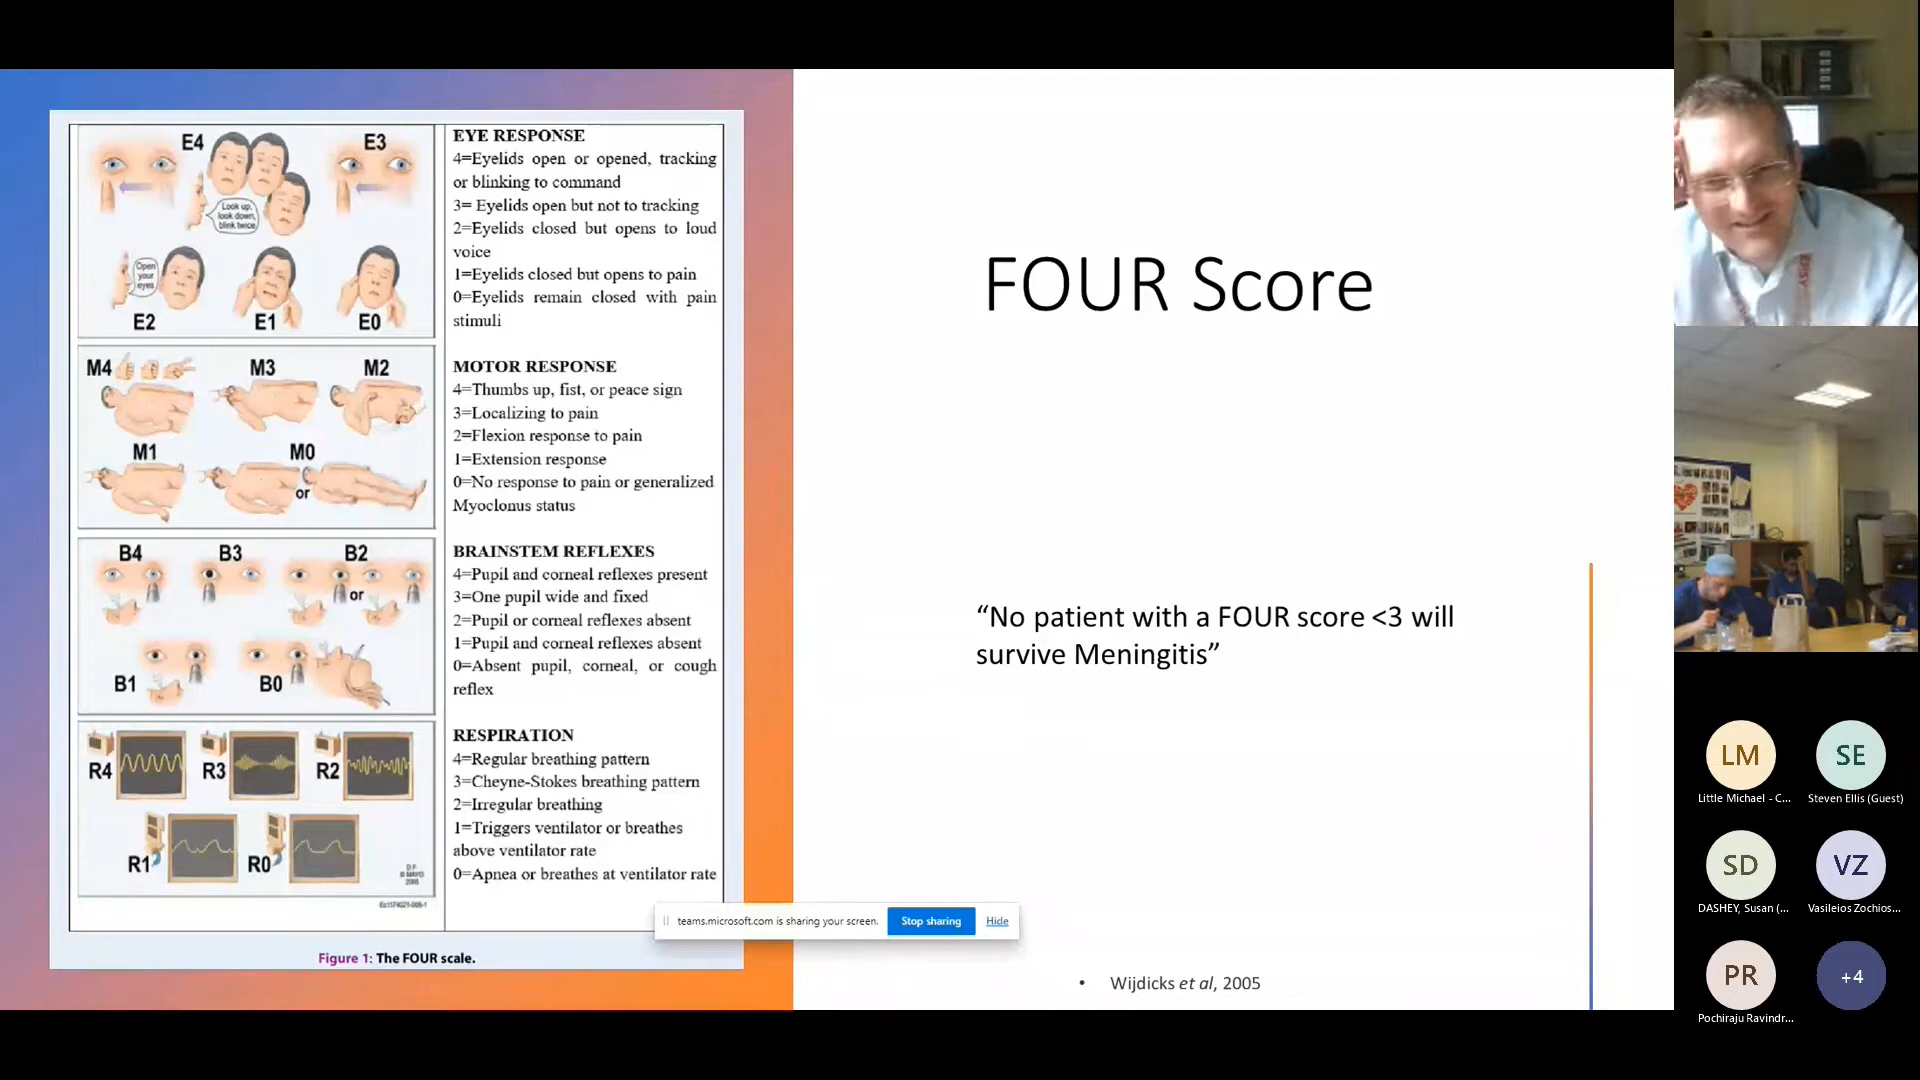 E4
E3
Look up,
look down,
blink twice
Open
your
eyes
E2
E1
E0
EYE RESPONSE
4=Eyelids open or opened, tracking
or blinking to command
3= Eyelids open but not to tracking
2=Eyelids closed but opens to loud
voice
1=Eyelids closed but opens to pain
0=Eyelids remain closed with pain
stimuli
M4
M3
M2
M1
M0
or
MOTOR RESPONSE
4=Thumbs up, fist, or peace sign
3=Localizing to pain
2=Flexion response to pain
1=Extension response
0=No response to pain or generalized
Myoclonus status
B4
B3
B2
or
B1
B0
BRAINSTEM REFLEXES
4=Pupil and corneal reflexes present
3=One pupil wide and fixed
2=Pupil or corneal reflexes absent
1=Pupil and corneal reflexes absent
0=Absent pupil, corneal, or cough
reflex
R4
R3
R2
R1
R0
RESPIRATION
4=Regular breathing pattern
3=Cheyne-Stokes breathing pattern
2=Irregular breathing
1=Triggers ventilator or breathes
above ventilator rate
0=Apnea or breathes at ventilator rate
Figure 1: The FOUR scale.
teams.microsoft.com is sharing your screen.
Stop sharing
Hide
FOUR Score
“No patient with a FOUR score <3 will
survive Meningitis”
• Wijdicks et al, 2005
LM
Little Michael - C...
SE
Steven Ellis (Guest)
SD
DASHEY, Susan (...
VZ
Vasileios Zochios...
PR
Pochiraju Ravindr...
+4